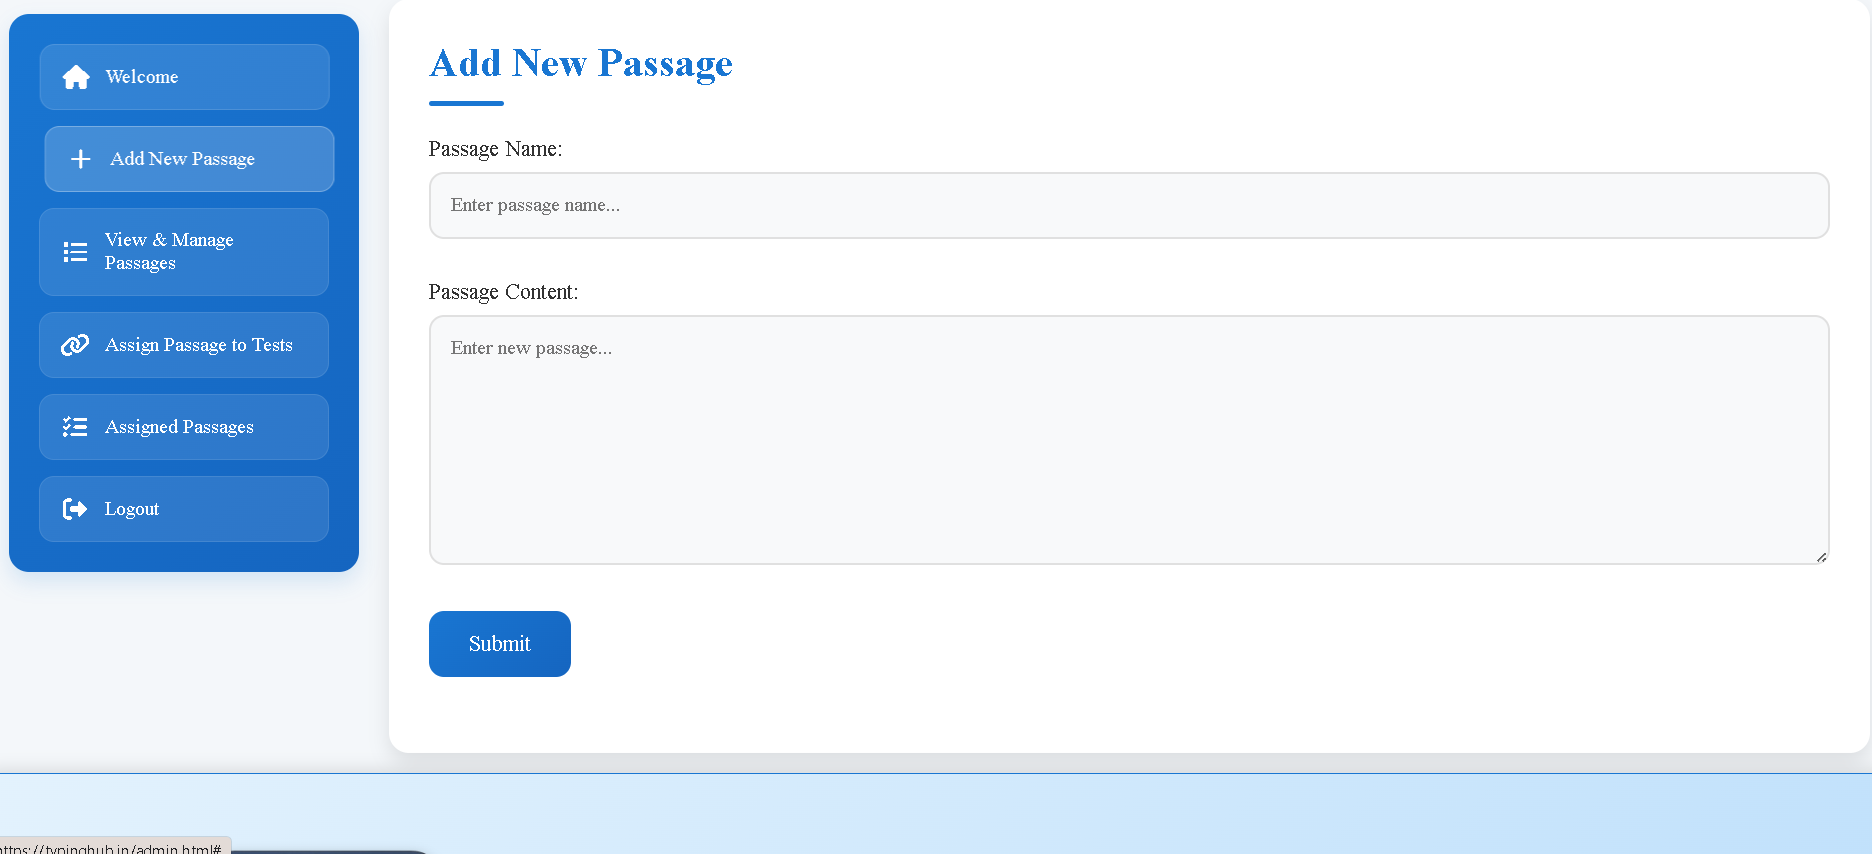 Welcome
Add New Passage
View & Manage
Passages
Assign Passage to Tests
Assigned Passages
Logout
Add New Passage
Passage Name:
Enter passage name...
Passage Content:
Enter new passage...
Submit
https://typinghub.in/admin.html#